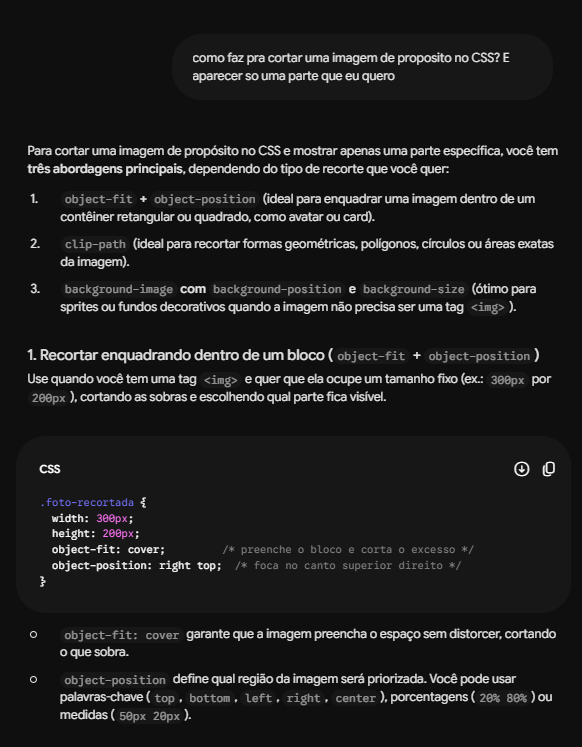 como faz pra cortar uma imagem de proposito no CSS? E
aparecer so uma parte que eu quero
Para cortar uma imagem de propósito no CSS e mostrar apenas uma parte específica, você tem
três abordagens principais, dependendo do tipo de recorte que você quer:
1. object-fit + object-position (ideal para enquadrar uma imagem dentro de um
contêiner retangular ou quadrado, como avatar ou card).
2. clip-path (ideal para recortar formas geométricas, polígonos, círculos ou áreas exatas
da imagem).
3. background-image com background-position e background-size (ótimo para
sprites ou fundos decorativos quando a imagem não precisa ser uma tag <img> ).
1. Recortar enquadrando dentro de um bloco ( object-fit + object-position )
Use quando você tem uma tag <img> e quer que ela ocupe um tamanho fixo (ex.: 300px por
200px ), cortando as sobras e escolhendo qual parte fica visível.
CSS
.foto-recortada {
width: 300px;
height: 200px;
object-fit: cover; /* preenche o bloco e corta o excesso */
object-position: right top; /* foca no canto superior direito */
}
object-fit: cover garante que a imagem preencha o espaço sem distorcer, cortando
o que sobra.
object-position define qual região da imagem será priorizada. Você pode usar
palavras-chave ( top , bottom , left , right , center ), porcentagens ( 20% 80% ) ou
medidas ( 50px 20px ).